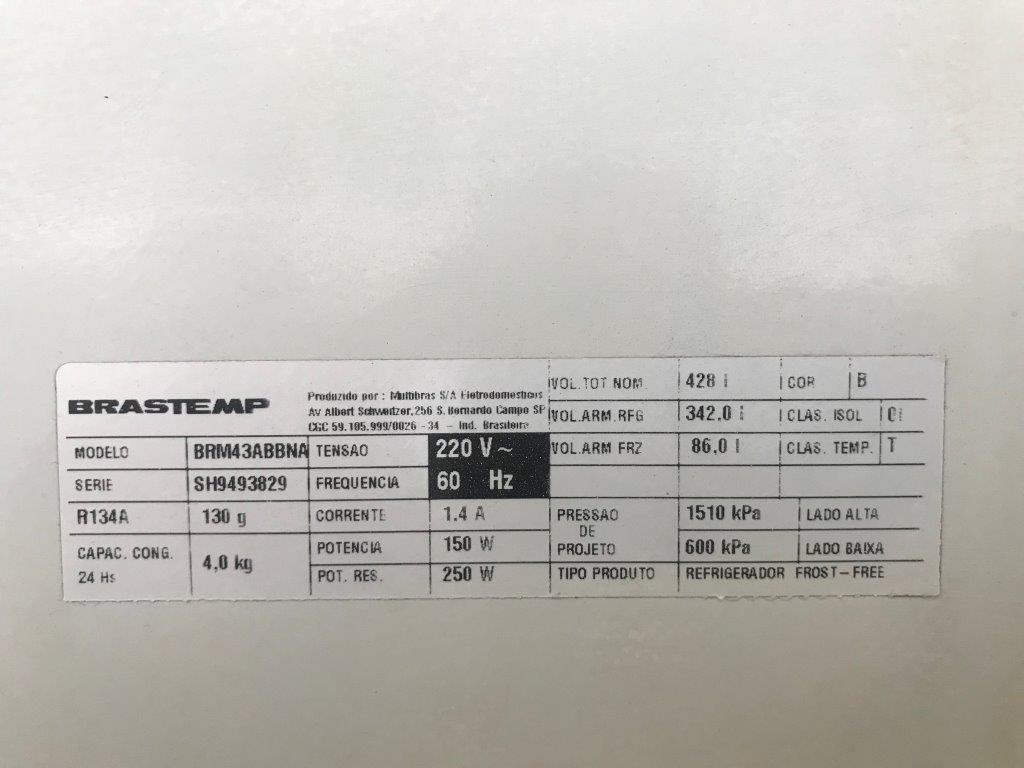 BRASTEMP
Produzido por : Multibras S/A Eletrodomesticos
Av Albert Schweitzer,256 S. Bernardo Campo SP
CGC 59.105.999/0026 - 34 - Ind. Brasileira
VOL.TOT NOM. 428 l COR B
VOL.ARM.RFG 342,0 l CLAS. ISOL
MODELO BRM43ABBNA TENSAO 220 V ~ VOL.ARM FRZ 86,0 l CLAS. TEMP. T
SERIE SH9493829 FREQUENCIA 60 Hz
R134A 130 g CORRENTE 1.4 A PRESSAO DE PROJETO 1510 kPa LADO ALTA
CAPAC. CONG. 24 Hs 4,0 kg POTENCIA 150 W 600 kPa LADO BAIXA
POT. RES. 250 W TIPO PRODUTO REFRIGERADOR FROST-FREE